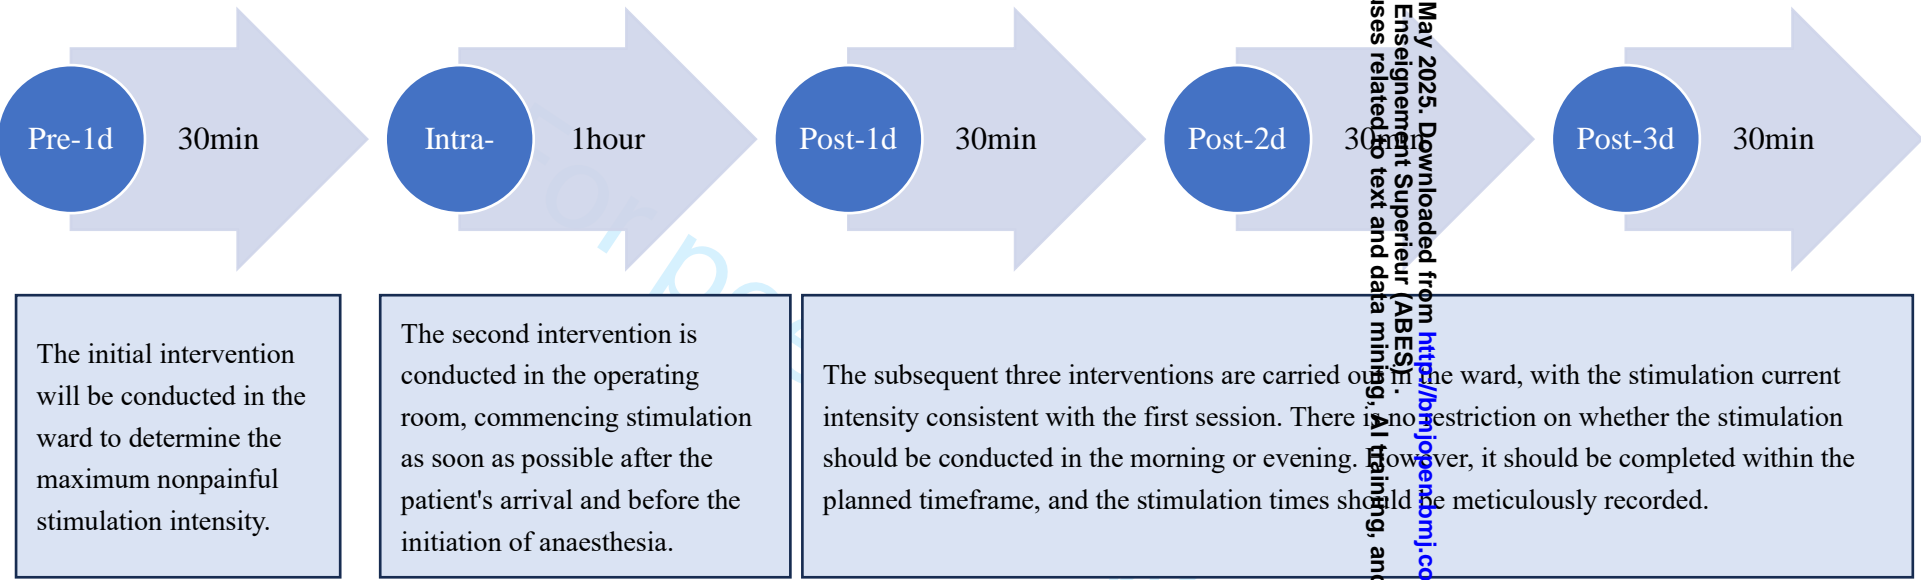 Pre-1d
30min
Intra-
1hour
Post-1d
30min
Post-2d
30min
Post-3d
30min
The initial intervention
will be conducted in the
ward to determine the
maximum nonpainful
stimulation intensity.
The second intervention is
conducted in the operating
room, commencing stimulation
as soon as possible after the
patient's arrival and before the
initiation of anaesthesia.
The subsequent three interventions are carried out in the ward, with the stimulation current
intensity consistent with the first session. There is no restriction on whether the stimulation
should be conducted in the morning or evening. However, it should be completed within the
planned timeframe, and the stimulation times should be meticulously recorded.
May 2025. Downloaded from http://bmjopen.bmj.co
Enseignement Superieur (ABES) .
uses related to text and data mining, AI training, and
For pe